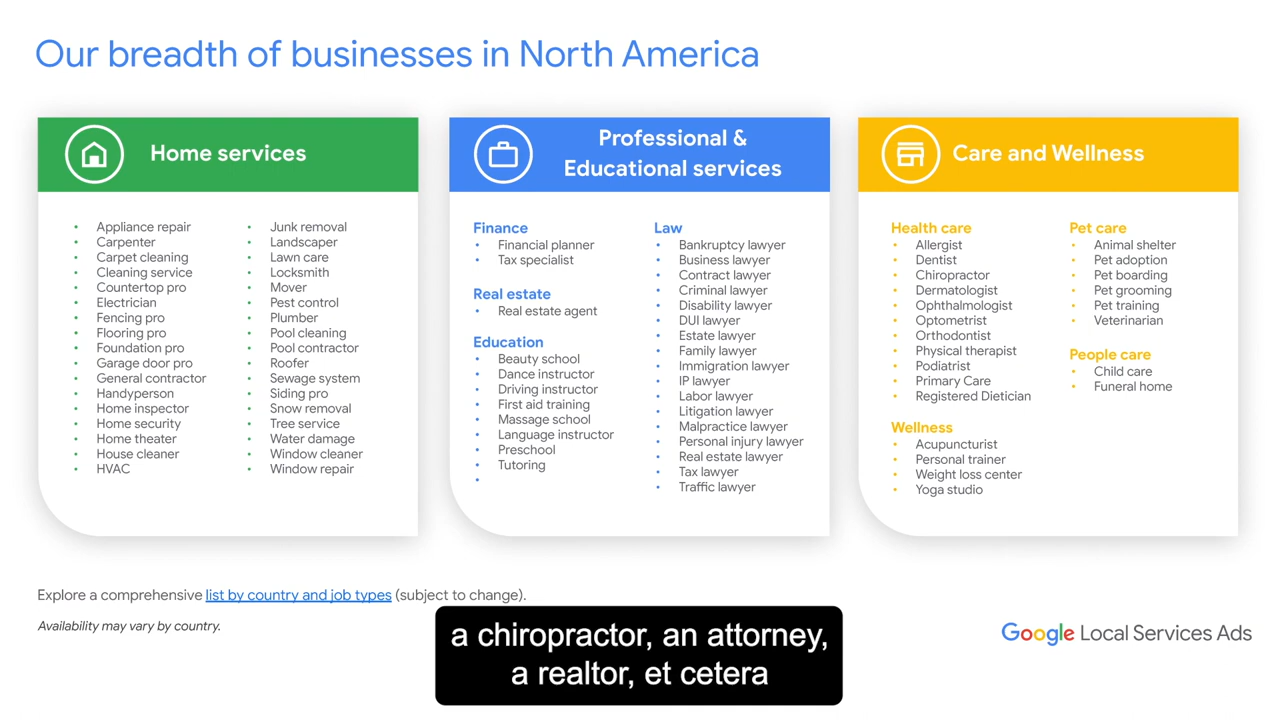 Our breadth of businesses in North America
Home services
Appliance repair
Carpenter
Carpet cleaning
Cleaning service
Countertop pro
Electrician
Fencing pro
Flooring pro
Foundation pro
Garage door pro
General contractor
Handyperson
Home inspector
Home security
Home theater
House cleaner
HVAC
Junk removal
Landscaper
Lawn care
Locksmith
Mover
Pest control
Plumber
Pool cleaning
Pool contractor
Roofer
Sewage system
Siding pro
Snow removal
Tree service
Water damage
Window cleaner
Window repair
Professional &
Educational services
Finance
Financial planner
Tax specialist
Real estate
Real estate agent
Education
Beauty school
Dance instructor
Driving instructor
First aid training
Massage school
Language instructor
Preschool
Tutoring
Law
Bankruptcy lawyer
Business lawyer
Contract lawyer
Criminal lawyer
Disability lawyer
DUI lawyer
Estate lawyer
Family lawyer
Immigration lawyer
IP lawyer
Labor lawyer
Litigation lawyer
Malpractice lawyer
Personal injury lawyer
Real estate lawyer
Tax lawyer
Traffic lawyer
Care and Wellness
Health care
Allergist
Dentist
Chiropractor
Dermatologist
Ophthalmologist
Optometrist
Orthodontist
Physical therapist
Podiatrist
Primary Care
Registered Dietician
Wellness
Acupuncturist
Personal trainer
Weight loss center
Yoga studio
Pet care
Animal shelter
Pet adoption
Pet boarding
Pet grooming
Pet training
Veterinarian
People care
Child care
Funeral home
Explore a comprehensive list by country and job types (subject to change).
Availability may vary by country.
a chiropractor, an attorney,
a realtor, et cetera
Google Local Services Ads